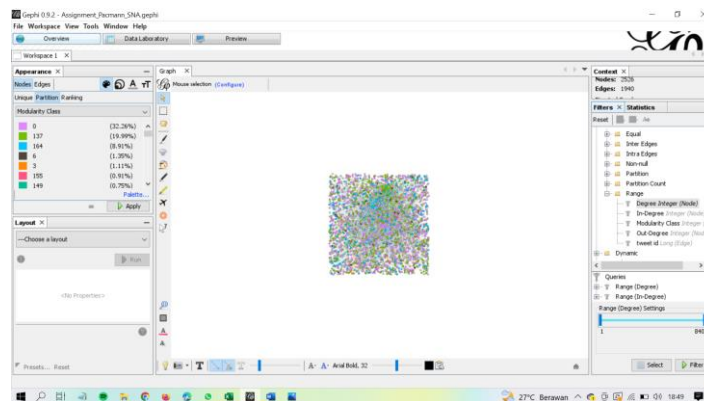 Gephi 0.9.2 - Assignment_Pacmann_SNA.gephi
File Workspace View Tools Window Help
Overview
Data Laboratory
Preview
Workspace 1
Appearance
Nodes Edges
Unique Partition Ranking
Modularity Class
0 (32.26%)
137 (19.99%)
164 (8.91%)
6 (1.35%)
3 (1.11%)
155 (0.91%)
149 (0.75%)
Palette...
Apply
Layout
---Choose a layout
Run
<No Properties>
Presets... Reset
Graph
Mouse selection (Configure)
Arial Bold, 32
Context
Nodes: 2526
Edges: 1940
Filters Statistics
Reset
Equal
Inter Edges
Intra Edges
Non-null
Partition
Partition Count
Range
Degree Integer (Node)
In-Degree Integer (Node)
Modularity Class Integer
Out-Degree Integer (Nod
tweet id Long (Edge)
Dynamic
Queries
Range (Degree)
Range (In-Degree)
Range (Degree) Settings
1
Select
Filter
27°C Berawan
18:49